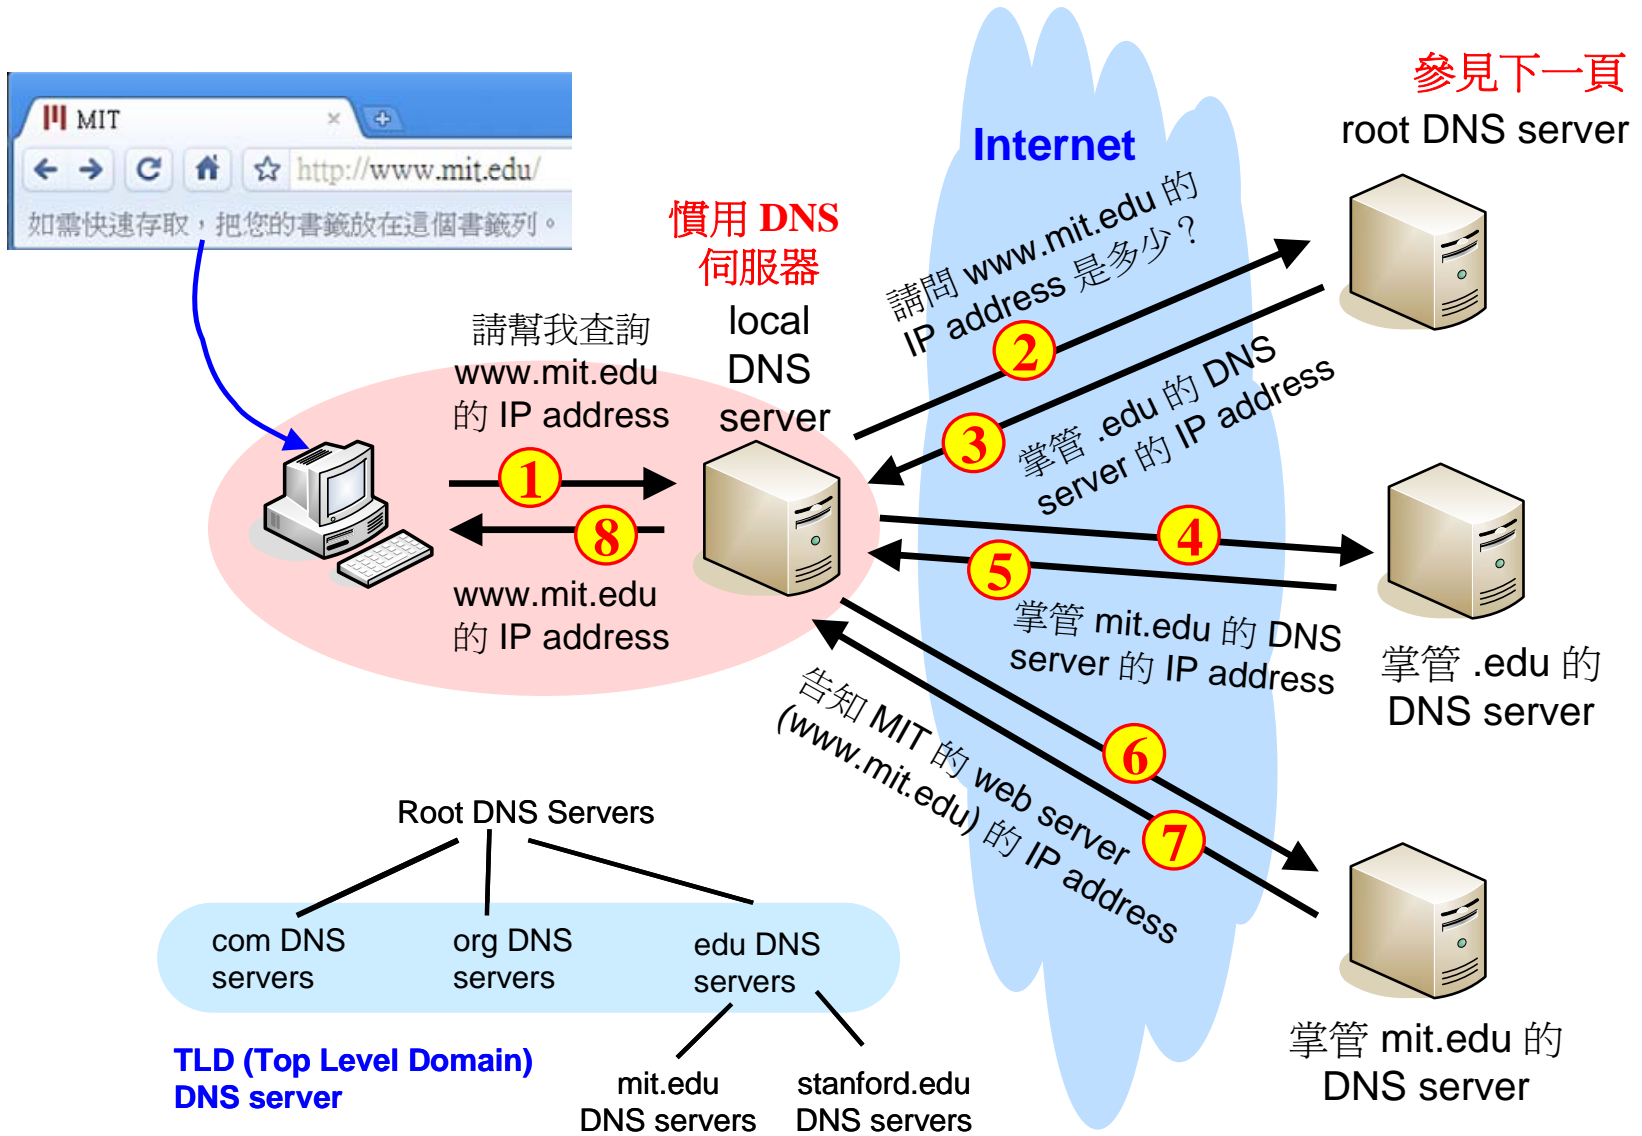 MIT
http://www.mit.edu/
如需快速存取，把您的書籤放在這個書籤列。
參見下一頁
root DNS server
Internet
慣用 DNS
伺服器
local
DNS
server
請幫我查詢
www.mit.edu
的 IP address
1
8
www.mit.edu
的 IP address
請問 www.mit.edu 的
IP address 是多少？
2
3
掌管 .edu 的 DNS
server 的 IP address
4
5
掌管 mit.edu 的 DNS
server 的 IP address
掌管 .edu 的
DNS server
6
7
告知 MIT 的 web server
(www.mit.edu) 的 IP address
掌管 mit.edu 的
DNS server
Root DNS Servers
com DNS
servers
org DNS
servers
edu DNS
servers
TLD (Top Level Domain)
DNS server
mit.edu
DNS servers
stanford.edu
DNS servers